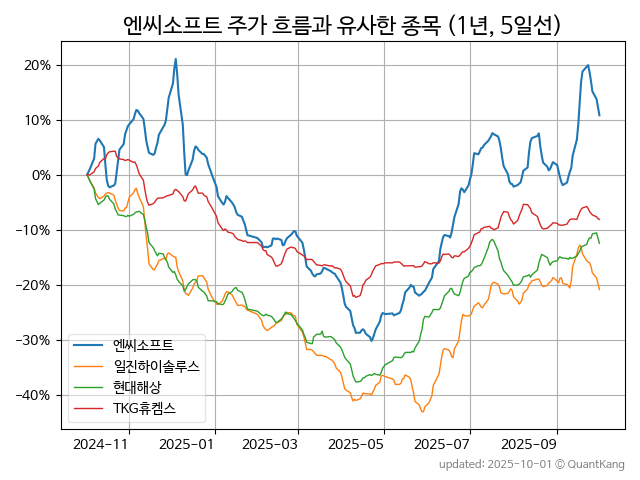 엔씨소프트 주가 흐름과 유사한 종목 (1년, 5일선)
20%
10%
0%
−10%
−20%
−30%
−40%
엔씨소프트
일진하이솔루스
현대해상
TKG휴켐스
2024-11
2025-01
2025-03
2025-05
2025-07
2025-09
updated: 2025-10-01 © QuantKang